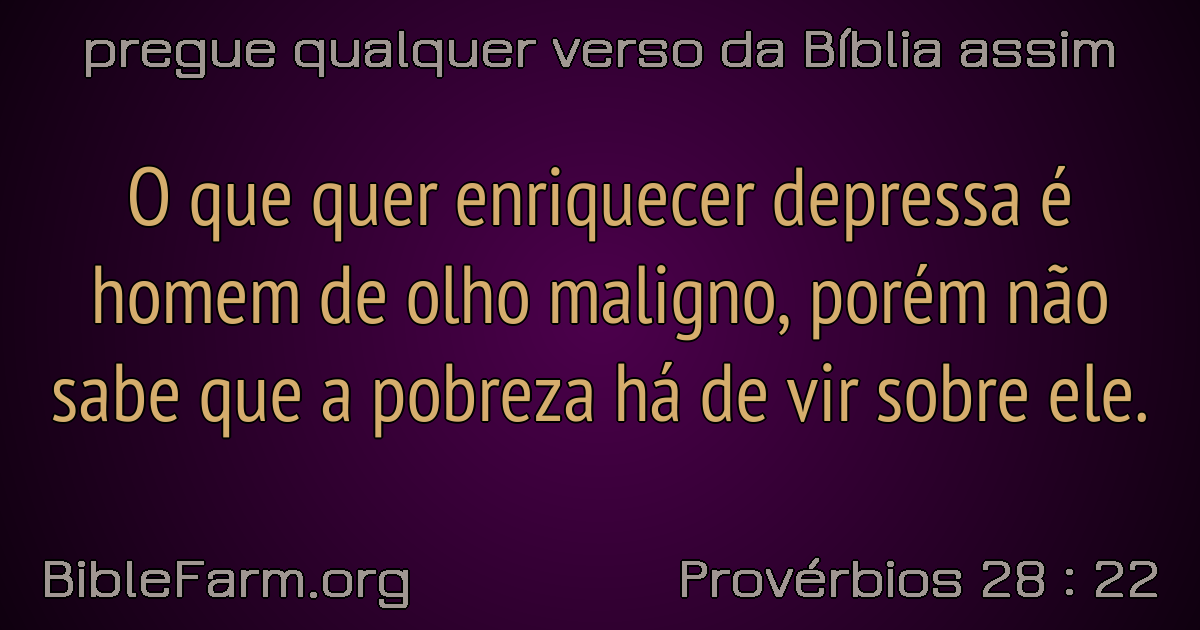 pregue qualquer verso da Bíblia assim
O que quer enriquecer depressa é
homem de olho maligno, porém não
sabe que a pobreza há de vir sobre ele.
BibleFarm.org
Provérbios 28 : 22